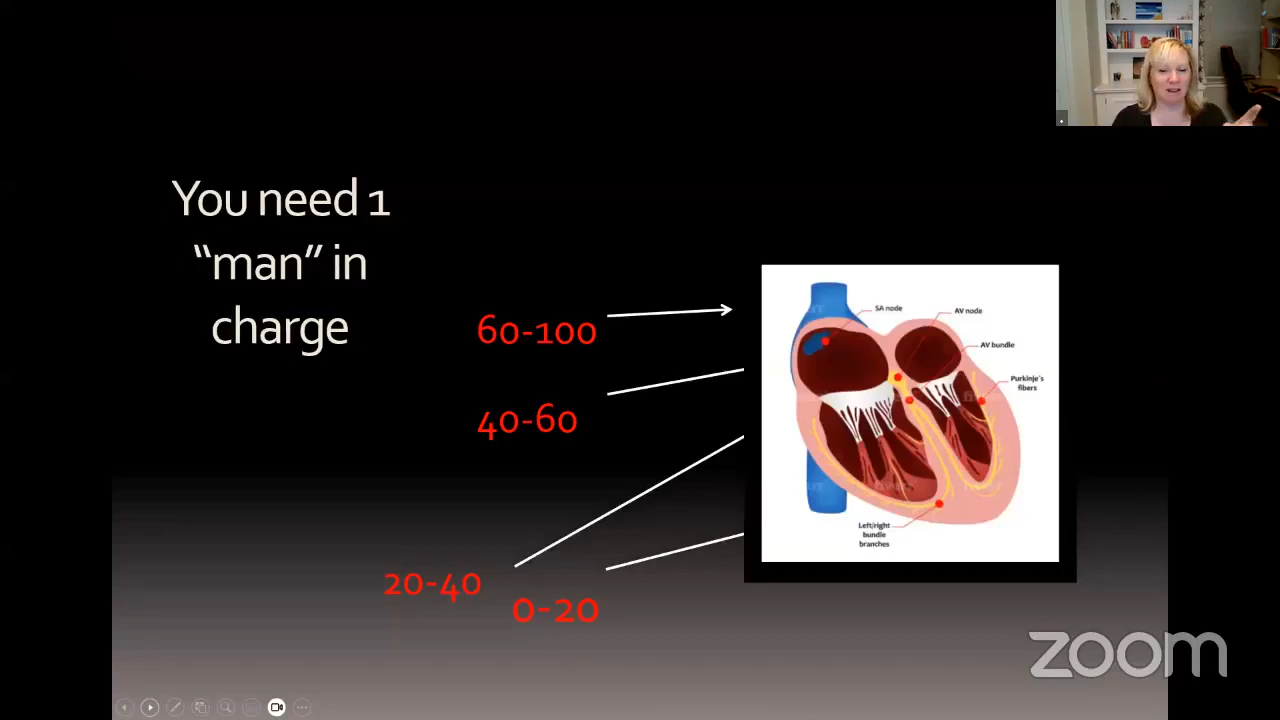 You need 1
“man” in
charge
60-100
40-60
20-40
0-20
SA node
AV node
AV bundle
Purkinje's
fibers
Left/right
bundle
branches
zoom